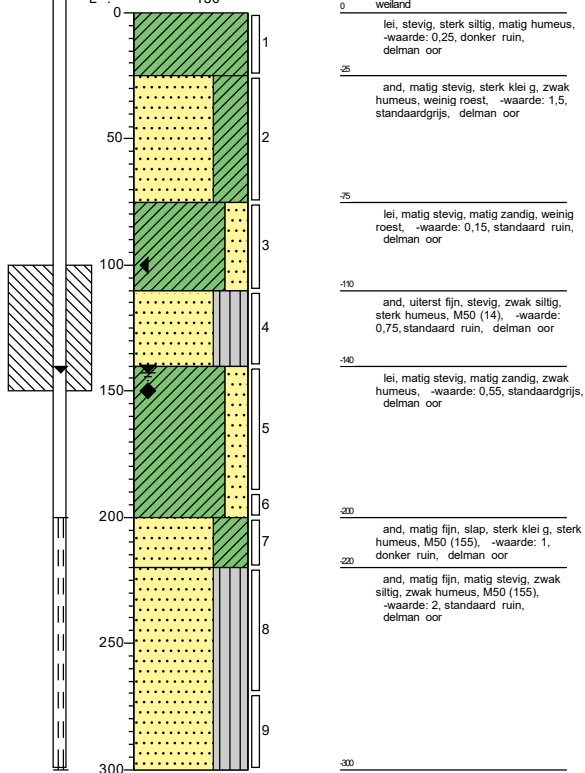 0
weiland
0
lei, stevig, sterk siltig, matig humeus,
-waarde: 0,25, donker ruin,
delman oor
1
-25
and, matig stevig, sterk klei g, zwak
humeus, weinig roest, -waarde: 1,5,
standaardgrijs, delman oor
2
50
-75
lei, matig stevig, matig zandig, weinig
roest, -waarde: 0,15, standaard ruin,
delman oor
3
100
-110
and, uiterst fijn, stevig, zwak siltig,
sterk humeus, M50 (14), -waarde:
0,75, standaard ruin, delman oor
4
-140
lei, matig stevig, matig zandig, zwak
humeus, -waarde: 0,55, standaardgrijs,
delman oor
150
5
6
200
-200
and, matig fijn, slap, sterk klei g, sterk
humeus, M50 (155), -waarde: 1,
donker ruin, delman oor
7
-220
and, matig fijn, matig stevig, zwak
siltig, zwak humeus, M50 (155),
-waarde: 2, standaard ruin,
delman oor
8
250
9
300
-300